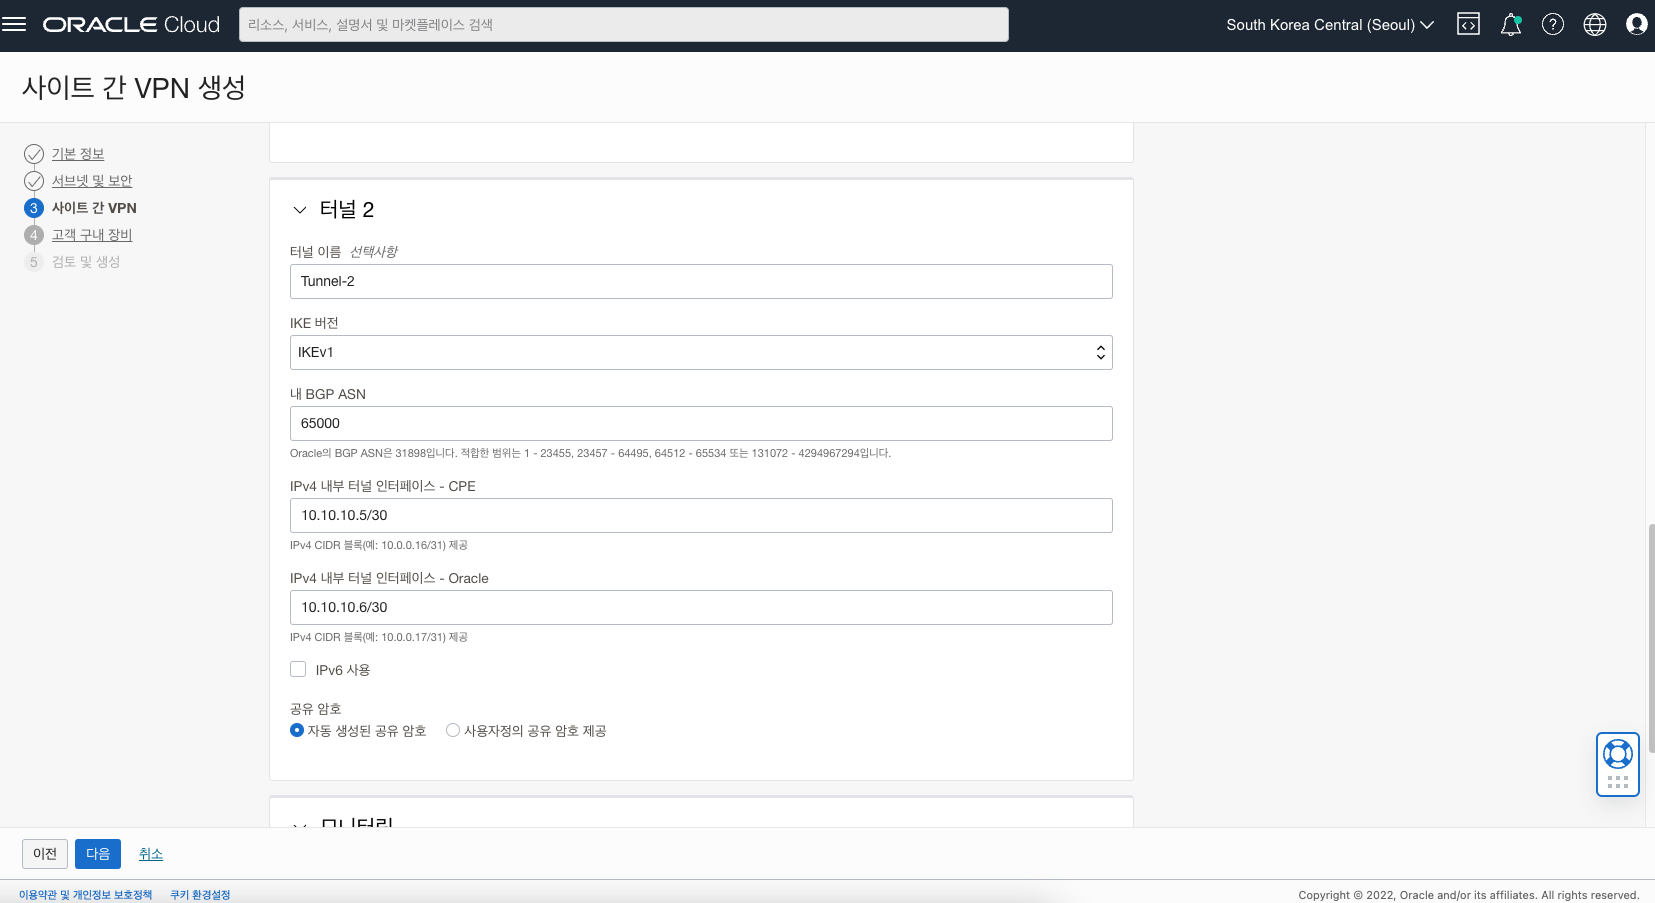 ORACLE Cloud
리소스, 서비스, 설명서 및 마켓플레이스 검색
South Korea Central (Seoul)
사이트 간 VPN 생성
기본 정보
서브넷 및 보안
3 사이트 간 VPN
4 고객 구내 장비
5 검토 및 생성
터널 2
터널 이름 선택사항
Tunnel-2
IKE 버전
IKEv1
내 BGP ASN
65000
Oracle의 BGP ASN은 31898입니다. 적합한 범위는 1 - 23455, 23457 - 64495, 64512 - 65534 또는 131072 - 4294967294입니다.
IPv4 내부 터널 인터페이스 - CPE
10.10.10.5/30
IPv4 CIDR 블록(예: 10.0.0.16/31) 제공
IPv4 내부 터널 인터페이스 - Oracle
10.10.10.6/30
IPv4 CIDR 블록(예: 10.0.0.17/31) 제공
IPv6 사용
공유 암호
자동 생성된 공유 암호 사용자정의 공유 암호 제공
모니터링
이전 다음 취소
이용약관 및 개인정보 보호정책 쿠키 환경설정
Copyright © 2022, Oracle and/or its affiliates. All rights reserved.